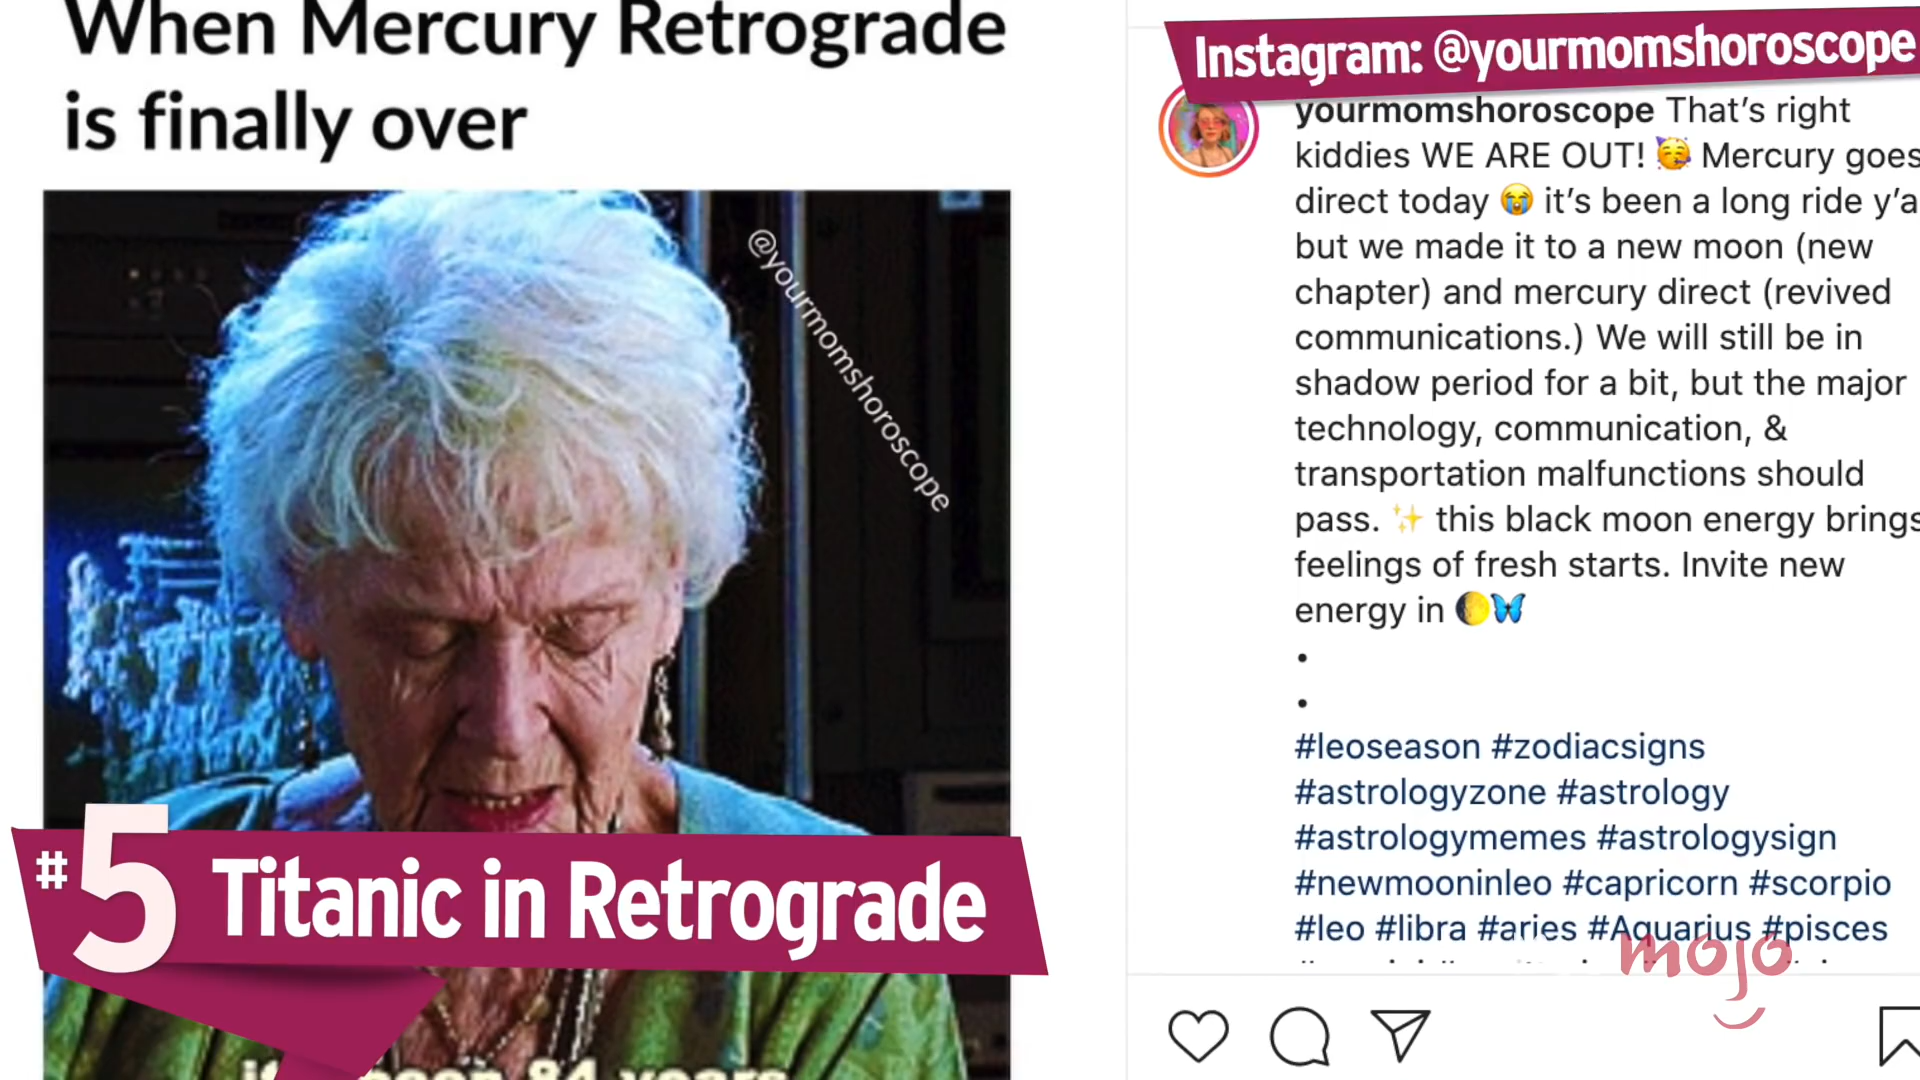 When Mercury Retrograde
is finally over
@yourmomshoroscope
#5 Titanic in Retrograde
been 84 years
Instagram: @yourmomshoroscope
yourmomshoroscope That's right
kiddies WE ARE OUT! 🥳 Mercury goes
direct today 😭 it's been a long ride y'a
but we made it to a new moon (new
chapter) and mercury direct (revived
communications.) We will still be in
shadow period for a bit, but the major
technology, communication, &
transportation malfunctions should
pass. ✨ this black moon energy brings
feelings of fresh starts. Invite new
energy in 🌔🦋
•
•
#leoseason #zodiacsigns
#astrologyzone #astrology
#astrologymemes #astrologysign
#newmooninleo #capricorn #scorpio
#leo #libra #aries #Aquarius #pisces
mojo